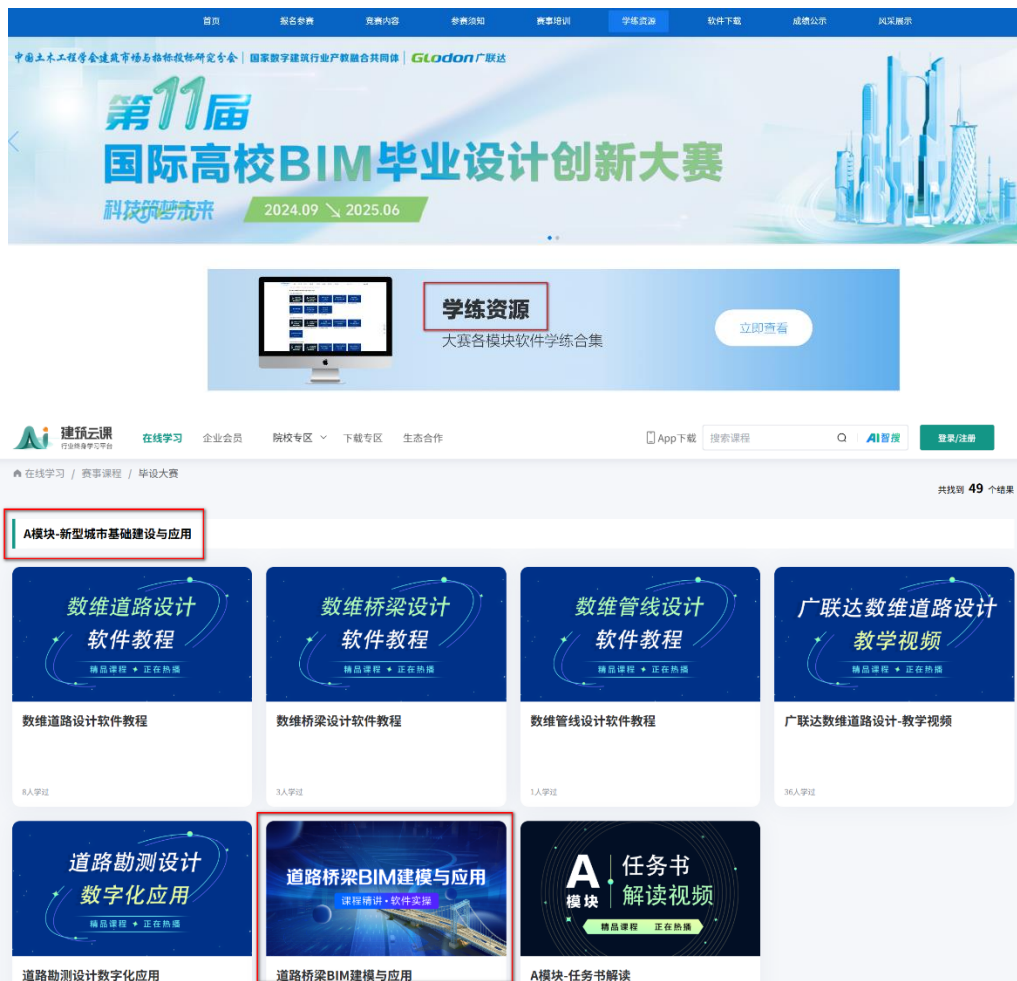 首页 报名参赛 竞赛内容 参赛须知 赛事培训 学练资源 软件下载 成绩公示 风采展示
中国土木工程学会建筑市场与招标投标研究分会 国家数字建筑行业产教融合共同体 GLodon广联达
第11届
国际高校BIM毕业设计创新大赛
科技筑梦未来 2024.09 2025.06
学练资源
大赛各模块软件学练合集
立即查看
建筑云课
行业终身学习平台
在线学习 企业会员 院校专区 下载专区 生态合作 App下载 搜索课程 AI智搜 登录/注册
在线学习 / 赛事课程 / 毕设大赛
共找到 49 个结果
A模块-新型城市基础建设与应用
数维道路设计 数维桥梁设计 数维管线设计 广联达数维道路设计
软件教程 软件教程 软件教程 教学视频
精品课程 正在热播 精品课程 正在热播 精品课程 正在热播 精品课程 正在热播
数维道路设计软件教程 数维桥梁设计软件教程 数维管线设计软件教程 广联达数维道路设计-教学视频
8人学过 3人学过 1人学过 36人学过
道路勘测设计
数字化应用
精品课程 正在热播
道路桥梁BIM建模与应用
课程精讲·软件实操
A
模块
任务书
解读视频
精品课程 正在热播
道路勘测设计数字化应用 道路桥梁BIM建模与应用 A模块-任务书解读